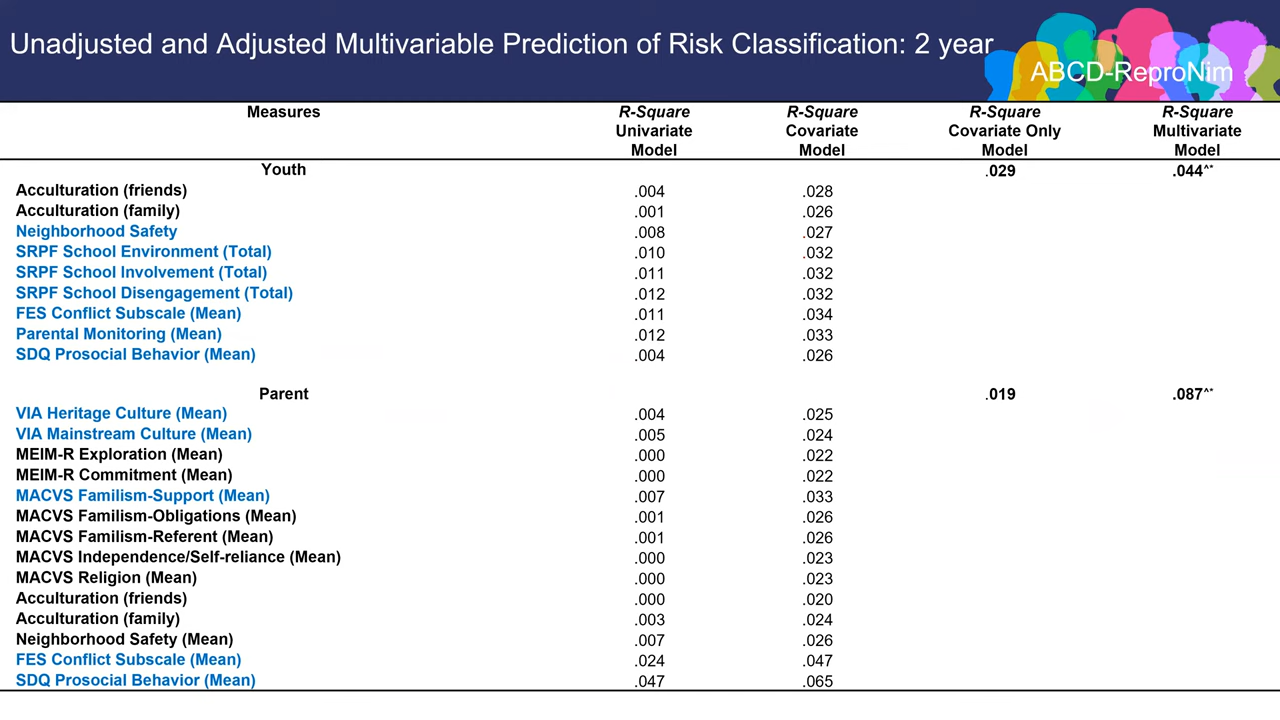 Unadjusted and Adjusted Multivariable Prediction of Risk Classification: 2 year
ABCD-ReproNim
Measures R-Square Univariate Model R-Square Covariate Model R-Square Covariate Only Model R-Square Multivariate Model
Youth .029 .044^*
Acculturation (friends) .004 .028
Acculturation (family) .001 .026
Neighborhood Safety .008 .027
SRPF School Environment (Total) .010 .032
SRPF School Involvement (Total) .011 .032
SRPF School Disengagement (Total) .012 .032
FES Conflict Subscale (Mean) .011 .034
Parental Monitoring (Mean) .012 .033
SDQ Prosocial Behavior (Mean) .004 .026
Parent .019 .087^*
VIA Heritage Culture (Mean) .004 .025
VIA Mainstream Culture (Mean) .005 .024
MEIM-R Exploration (Mean) .000 .022
MEIM-R Commitment (Mean) .000 .022
MACVS Familism-Support (Mean) .007 .033
MACVS Familism-Obligations (Mean) .001 .026
MACVS Familism-Referent (Mean) .001 .026
MACVS Independence/Self-reliance (Mean) .000 .023
MACVS Religion (Mean) .000 .023
Acculturation (friends) .000 .020
Acculturation (family) .003 .024
Neighborhood Safety (Mean) .007 .026
FES Conflict Subscale (Mean) .024 .047
SDQ Prosocial Behavior (Mean) .047 .065